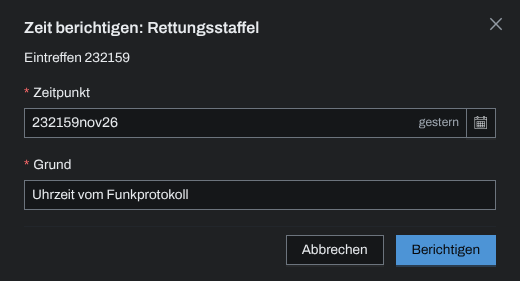 Zeit berichtigen: Rettungsstaffel
Eintreffen 232159
* Zeitpunkt
232159nov26 gestern
* Grund
Uhrzeit vom Funkprotokoll
Abbrechen Berichtigen